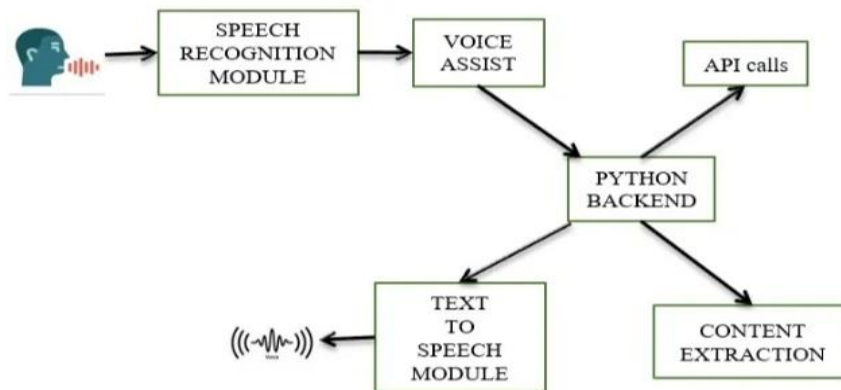 SPEECH
RECOGNITION
MODULE
VOICE
ASSIST
API calls
PYTHON
BACKEND
TEXT
TO
SPEECH
MODULE
CONTENT
EXTRACTION